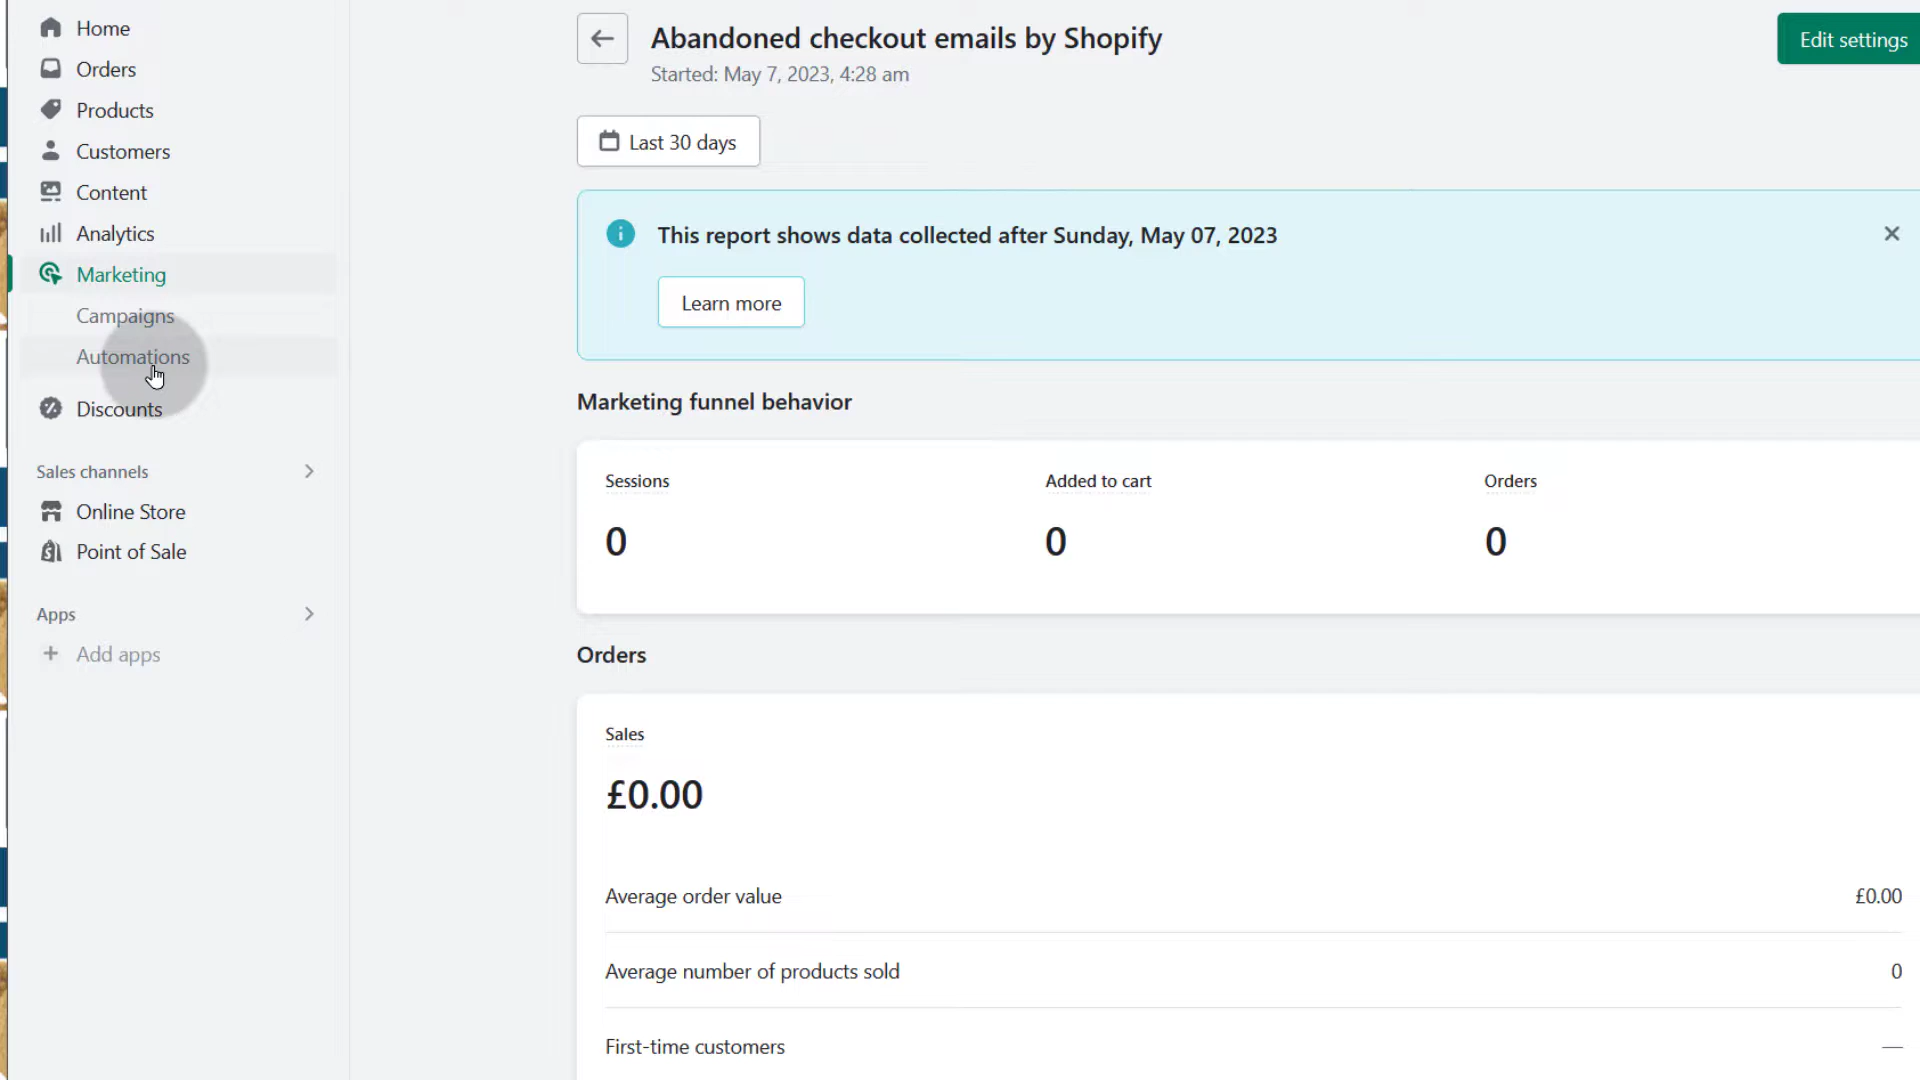 Home
Orders
Products
Customers
Content
Analytics
Marketing
Campaigns
Automations
Discounts
Sales channels
Online Store
Point of Sale
Apps
Add apps
Abandoned checkout emails by Shopify
Started: May 7, 2023, 4:28 am
Edit settings
Last 30 days
This report shows data collected after Sunday, May 07, 2023
Learn more
Marketing funnel behavior
Sessions
0
Added to cart
0
Orders
0
Orders
Sales
£0.00
Average order value £0.00
Average number of products sold 0
First-time customers —